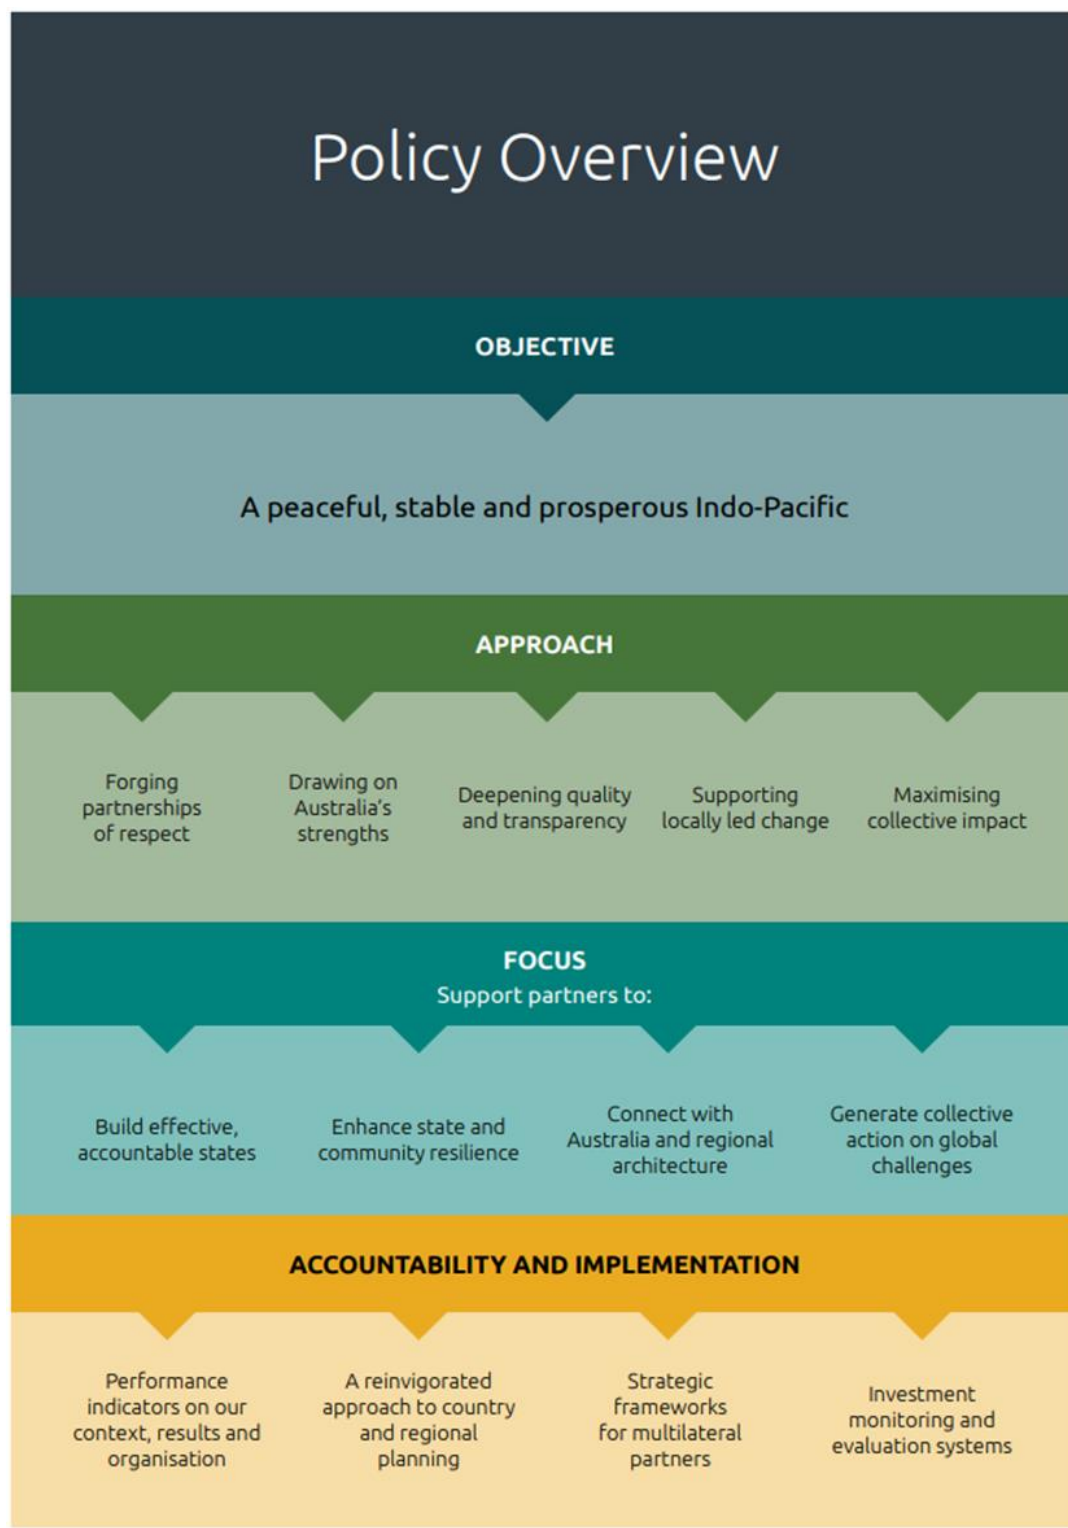 Policy Overview
OBJECTIVE
A peaceful, stable and prosperous Indo-Pacific
APPROACH
Forging
partnerships
of respect
Drawing on
Australia's
strengths
Deepening quality
and transparency
Supporting
locally led change
Maximising
collective impact
FOCUS
Support partners to:
Build effective,
accountable states
Enhance state and
community resilience
Connect with
Australia and regional
architecture
Generate collective
action on global
challenges
ACCOUNTABILITY AND IMPLEMENTATION
Performance
indicators on our
context, results and
organisation
A reinvigorated
approach to country
and regional
planning
Strategic
frameworks
for multilateral
partners
Investment
monitoring and
evaluation systems